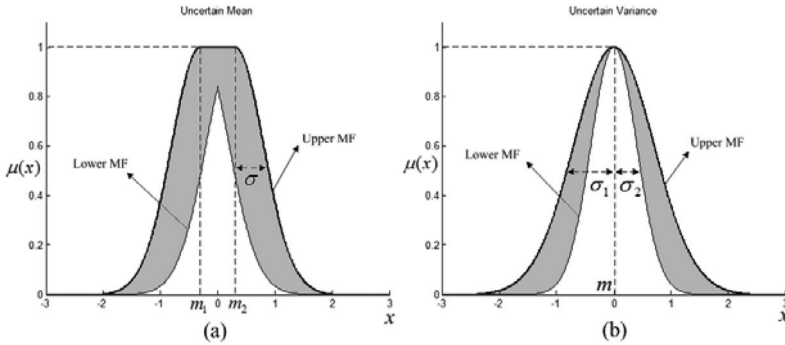 Uncertain Mean
1
0.8
0.6
0.4
0.2
0
μ(x)
Lower MF
Upper MF
σ
-3 -2 -1 0 1 2 3
m₁ m₂
x
(a)
Uncertain Variance
1
0.8
0.6
0.4
0.2
0
μ(x)
Lower MF
Upper MF
σ₁ σ₂
m
-3 -2 -1 0 1 2 3
x
(b)